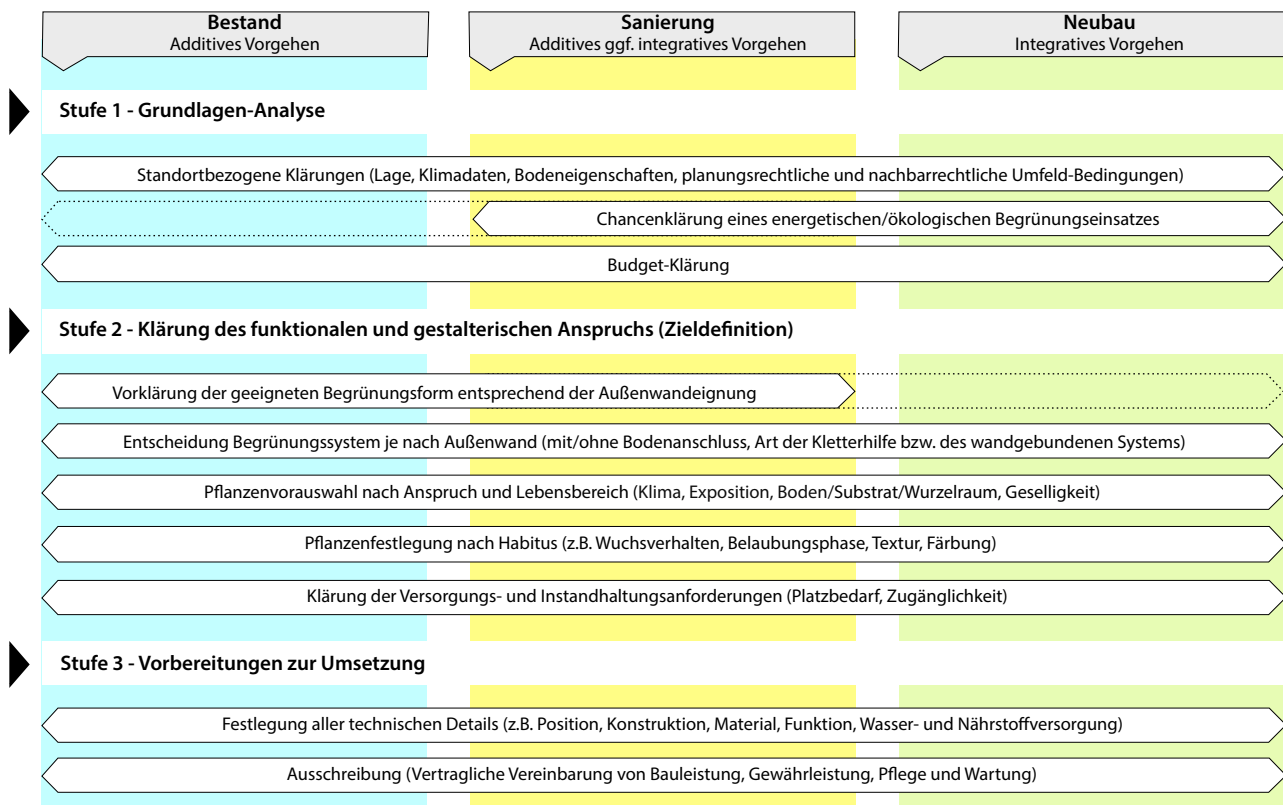 Bestand
Additives Vorgehen
Sanierung
Additives ggf. integratives Vorgehen
Neubau
Integratives Vorgehen
Stufe 1 - Grundlagen-Analyse
Standortbezogene Klärungen (Lage, Klimadaten, Bodeneigenschaften, planungsrechtliche und nachbarrechtliche Umfeld-Bedingungen)
Chancenklärung eines energetischen/ökologischen Begrünungseinsatzes
Budget-Klärung
Stufe 2 - Klärung des funktionalen und gestalterischen Anspruchs (Zieldefinition)
Vorklärung der geeigneten Begrünungsform entsprechend der Außenwandeignung
Entscheidung Begrünungssystem je nach Außenwand (mit/ohne Bodenanschluss, Art der Kletterhilfe bzw. des wandgebundenen Systems)
Pflanzenvorauswahl nach Anspruch und Lebensbereich (Klima, Exposition, Boden/Substrat/Wurzelraum, Geselligkeit)
Pflanzenfestlegung nach Habitus (z.B. Wuchsverhalten, Belaubungsphase, Textur, Färbung)
Klärung der Versorgungs- und Instandhaltungsanforderungen (Platzbedarf, Zugänglichkeit)
Stufe 3 - Vorbereitungen zur Umsetzung
Festlegung aller technischen Details (z.B. Position, Konstruktion, Material, Funktion, Wasser- und Nährstoffversorgung)
Ausschreibung (Vertragliche Vereinbarung von Bauleistung, Gewährleistung, Pflege und Wartung)